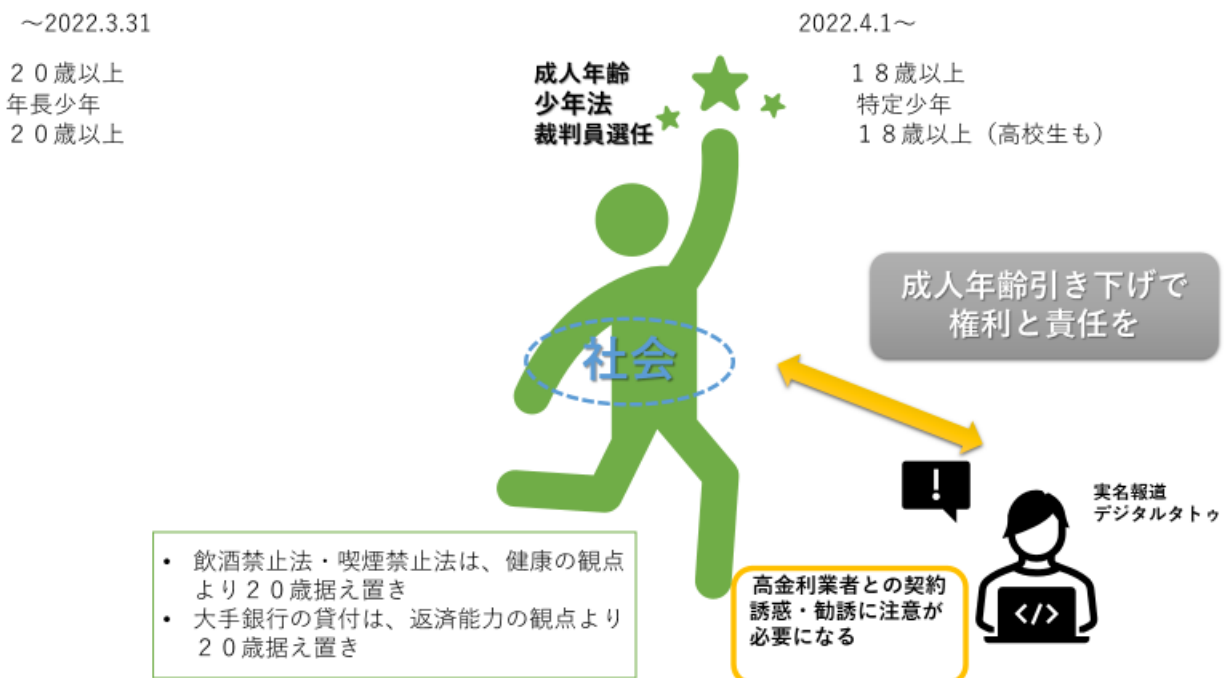 ～2022.3.31
2022.4.1～
２０歳以上
年長少年
20歳以上
成人年齢
少年法
裁判員選任
１８歳以上
特定少年
１８歳以上（高校生も）
成人年齢引き下げで
権利と責任を
社会
!
実名報道
デジタルタトゥ
• 飲酒禁止法・喫煙禁止法は、健康の観点
より２０歳据え置き
• 大手銀行の貸付は、返済能力の観点より
２０歳据え置き
高金利業者との契約
誘惑・勧誘に注意が
必要になる
</>